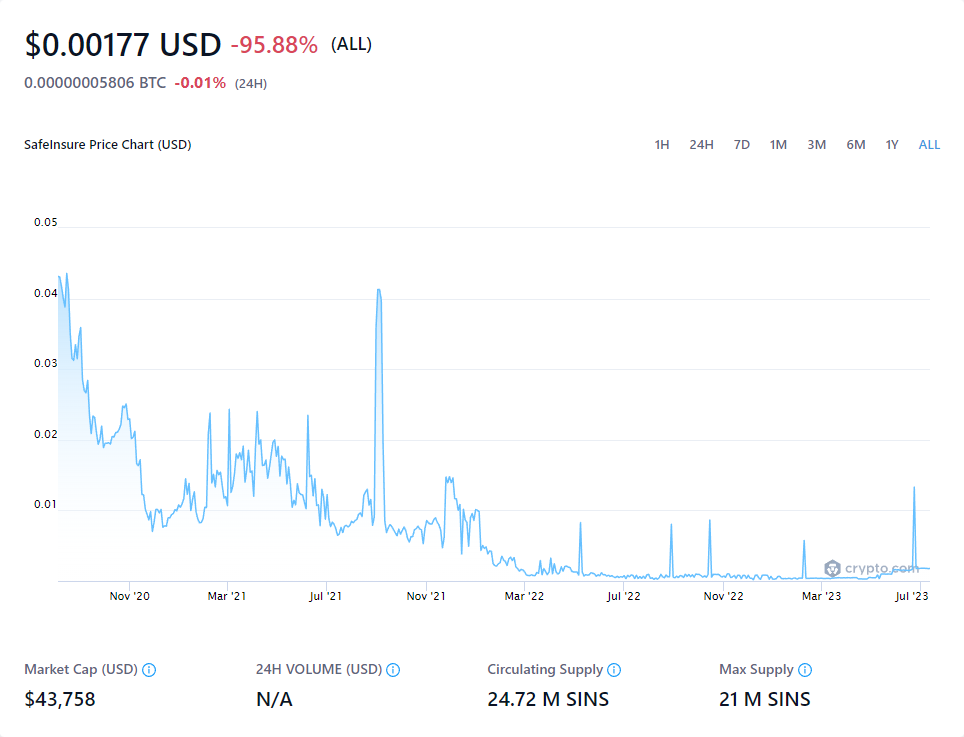 $0.00177 USD -95.88% (ALL)
0.00000005806 BTC -0.01% (24H)
SafeInsure Price Chart (USD) 1H 24H 7D 1M 3M 6M 1Y ALL
0.05
0.04
0.03
0.02
0.01
crypto.com
Nov '20 Mar '21 Jul '21 Nov '21 Mar '22 Jul '22 Nov '22 Mar '23 Jul '23
Market Cap (USD) 24H VOLUME (USD) Circulating Supply Max Supply
$43,758 N/A 24.72 M SINS 21 M SINS